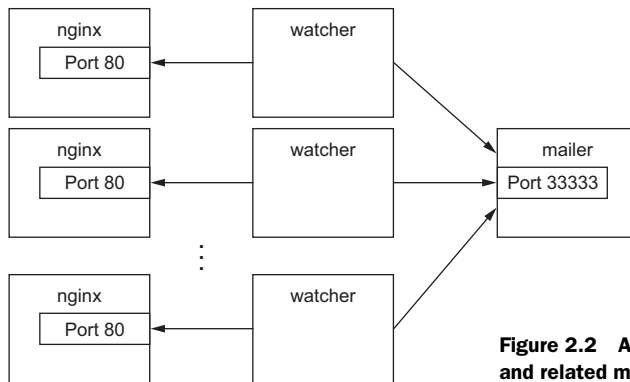 nginx
Port 80
watcher
nginx
Port 80
watcher
mailer
Port 33333
nginx
Port 80
watcher
Figure 2.2 A
and related m